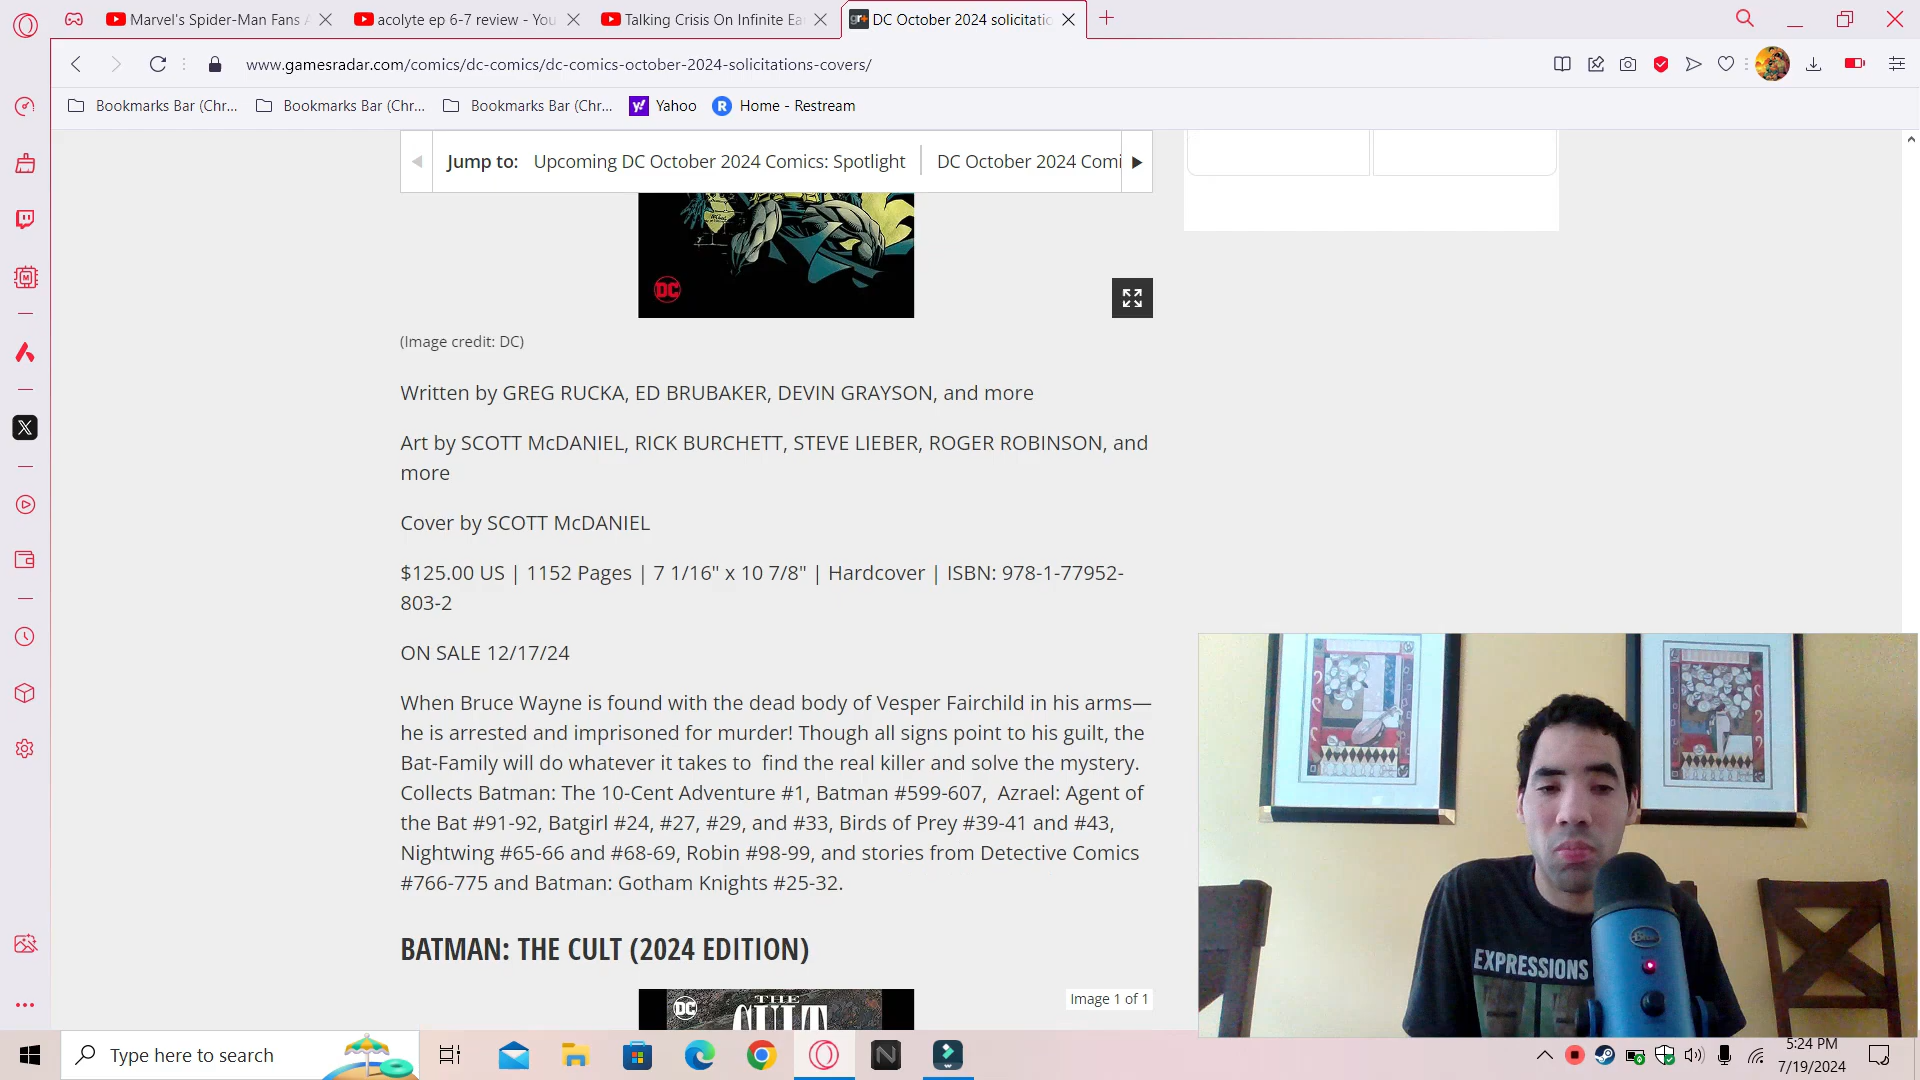 Marvel's Spider-Man Fans A
acolyte ep 6-7 review - You
Talking Crisis On Infinite Ea
DC October 2024 solicitatio
www.gamesradar.com/comics/dc-comics/dc-comics-october-2024-solicitations-covers/
Bookmarks Bar (Chr...
Bookmarks Bar (Chr...
Bookmarks Bar (Chr...
Yahoo
Home - Restream
Jump to:
Upcoming DC October 2024 Comics: Spotlight
DC October 2024 Comi
DC
(Image credit: DC)
Written by GREG RUCKA, ED BRUBAKER, DEVIN GRAYSON, and more
Art by SCOTT McDANIEL, RICK BURCHETT, STEVE LIEBER, ROGER ROBINSON, and
more
Cover by SCOTT McDANIEL
$125.00 US | 1152 Pages | 7 1/16" x 10 7/8" | Hardcover | ISBN: 978-1-77952-
803-2
ON SALE 12/17/24
When Bruce Wayne is found with the dead body of Vesper Fairchild in his arms—
he is arrested and imprisoned for murder! Though all signs point to his guilt, the
Bat-Family will do whatever it takes to  find the real killer and solve the mystery.
Collects Batman: The 10-Cent Adventure #1, Batman #599-607,  Azrael: Agent of
the Bat #91-92, Batgirl #24, #27, #29, and #33, Birds of Prey #39-41 and #43,
Nightwing #65-66 and #68-69, Robin #98-99, and stories from Detective Comics
#766-775 and Batman: Gotham Knights #25-32.
BATMAN: THE CULT (2024 EDITION)
Image 1 of 1
DC
THE
CULT
EXPRESSIONS
Type here to search
5:24 PM
7/19/2024